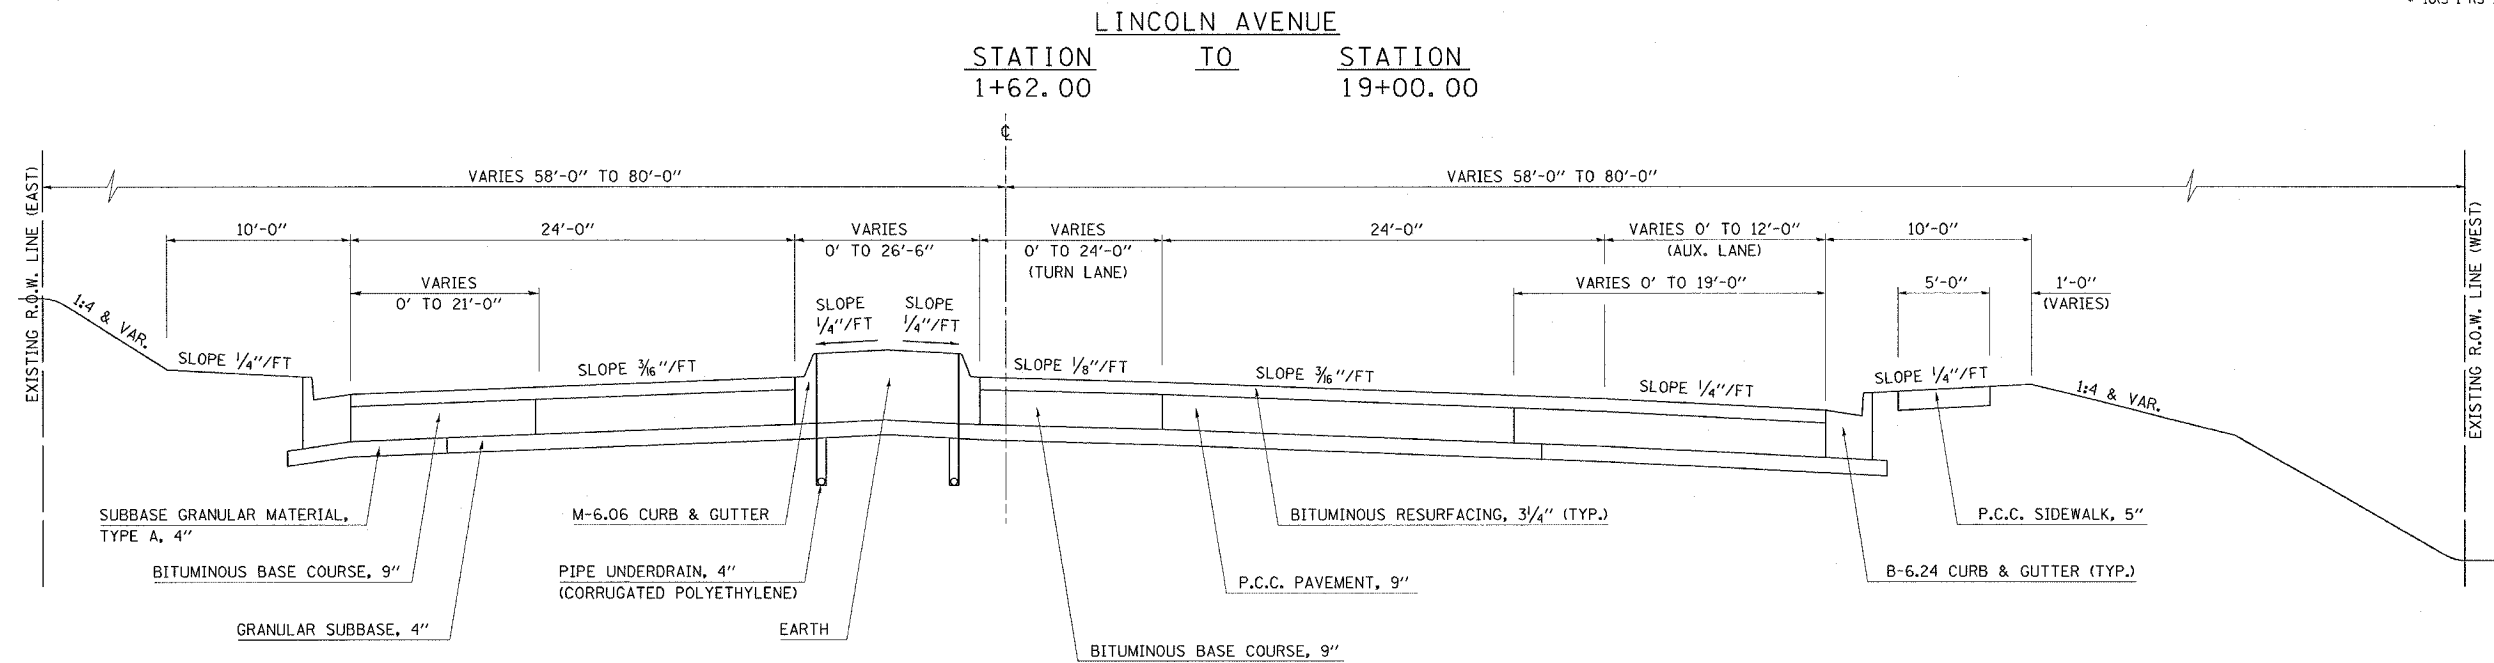 LINCOLN AVENUE
STATION TO STATION
1+62.00 19+00.00
℄
VARIES 58'-0" TO 80'-0"
VARIES 58'-0" TO 80'-0"
EXISTING R.O.W. LINE (EAST)
EXISTING R.O.W. LINE (WEST)
10'-0"
24'-0"
VARIES
0' TO 26'-6"
VARIES
0' TO 24'-0"
(TURN LANE)
24'-0"
VARIES 0' TO 12'-0"
(AUX. LANE)
10'-0"
VARIES
0' TO 21'-0"
VARIES 0' TO 19'-0"
5'-0"
1'-0"
(VARIES)
1:4 & VAR.
SLOPE 1/4"/FT
SLOPE 3/16"/FT
SLOPE
1/4"/FT
SLOPE
1/4"/FT
SLOPE 1/8"/FT
SLOPE 3/16"/FT
SLOPE 1/4"/FT
SLOPE 1/4"/FT
1:4 & VAR.
SUBBASE GRANULAR MATERIAL,
TYPE A, 4"
M-6.06 CURB & GUTTER
BITUMINOUS RESURFACING, 3 1/4" (TYP.)
P.C.C. SIDEWALK, 5"
BITUMINOUS BASE COURSE, 9"
PIPE UNDERDRAIN, 4"
(CORRUGATED POLYETHYLENE)
P.C.C. PAVEMENT, 9"
B-6.24 CURB & GUTTER (TYP.)
GRANULAR SUBBASE, 4"
EARTH
BITUMINOUS BASE COURSE, 9"